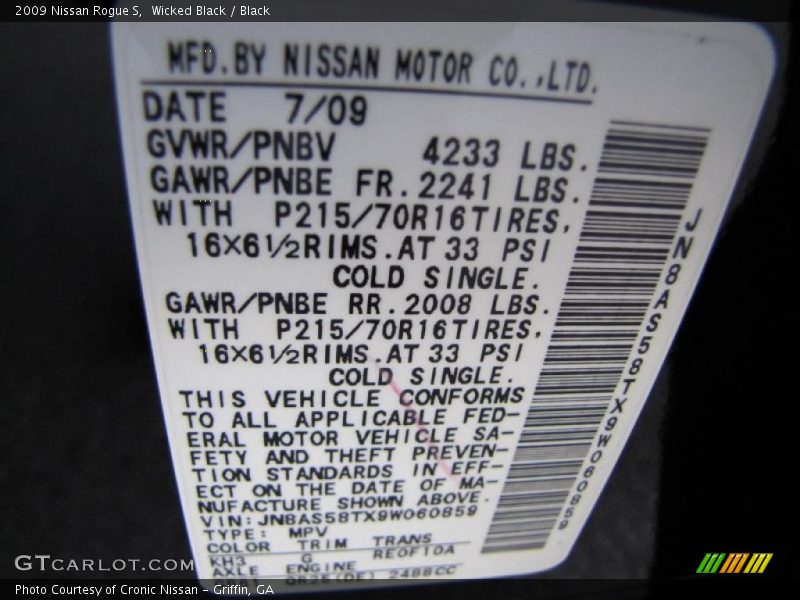 2009 Nissan Rogue S, Wicked Black / Black
MFD.BY NISSAN MOTOR CO.,LTD.
DATE 7/09
GVWR/PNBV 4233 LBS.
GAWR/PNBE FR.2241 LBS.
WITH P215/70R16TIRES,
16X6½RIMS.AT 33 PSI
COLD SINGLE.
GAWR/PNBE RR.2008 LBS.
WITH P215/70R16TIRES,
16X6½RIMS.AT 33 PSI
COLD SINGLE.
THIS VEHICLE CONFORMS
TO ALL APPLICABLE FED-
ERAL MOTOR VEHICLE SA-
FETY AND THEFT PREVEN-
TION STANDARDS IN EFF-
ECT ON THE DATE OF MA-
NUFACTURE SHOWN ABOVE.
VIN:JN8AS58TX9W060859
TYPE: MPV
COLOR TRIM TRANS
KH3 G RE0F10A
AXLE ENGINE
QR25(DE) 2488CC
JN8AS58TX9W060859
GTCARLOT.COM
Photo Courtesy of Cronic Nissan - Griffin, GA